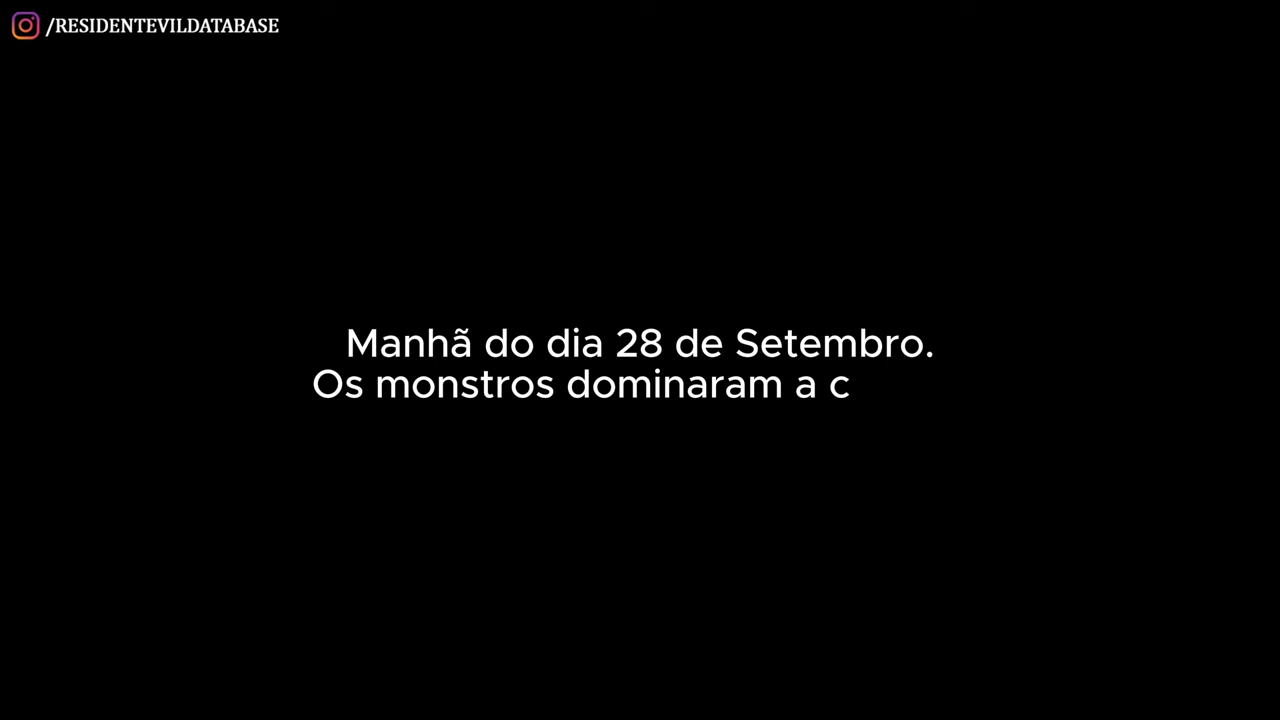 /RESIDENTEVILDATABASE
Manhã do dia 28 de Setembro.
Os monstros dominaram a c